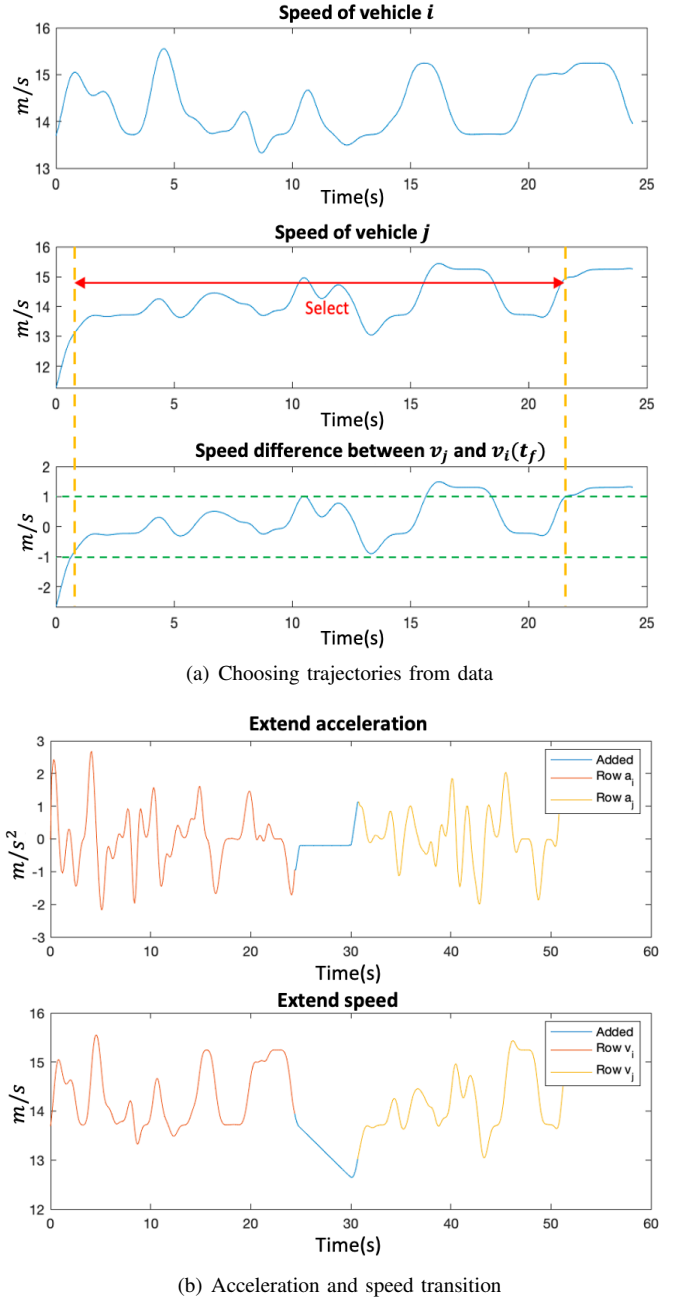 Speed of vehicle i
16
15
14
13
m/s
0
5
10
15
20
25
Time(s)
Speed of vehicle j
16
15
14
13
12
m/s
Select
0
5
10
15
20
25
Time(s)
Speed difference between v_j and v_i(t_f)
2
1
0
-1
-2
m/s
0
5
10
15
20
25
Time(s)
(a) Choosing trajectories from data
Extend acceleration
3
2
1
0
-1
-2
-3
m/s²
Added
Row a_i
Row a_j
0
10
20
30
40
50
60
Time(s)
Extend speed
16
15
14
13
12
m/s
Added
Row v_i
Row v_j
0
10
20
30
40
50
60
Time(s)
(b) Acceleration and speed transition